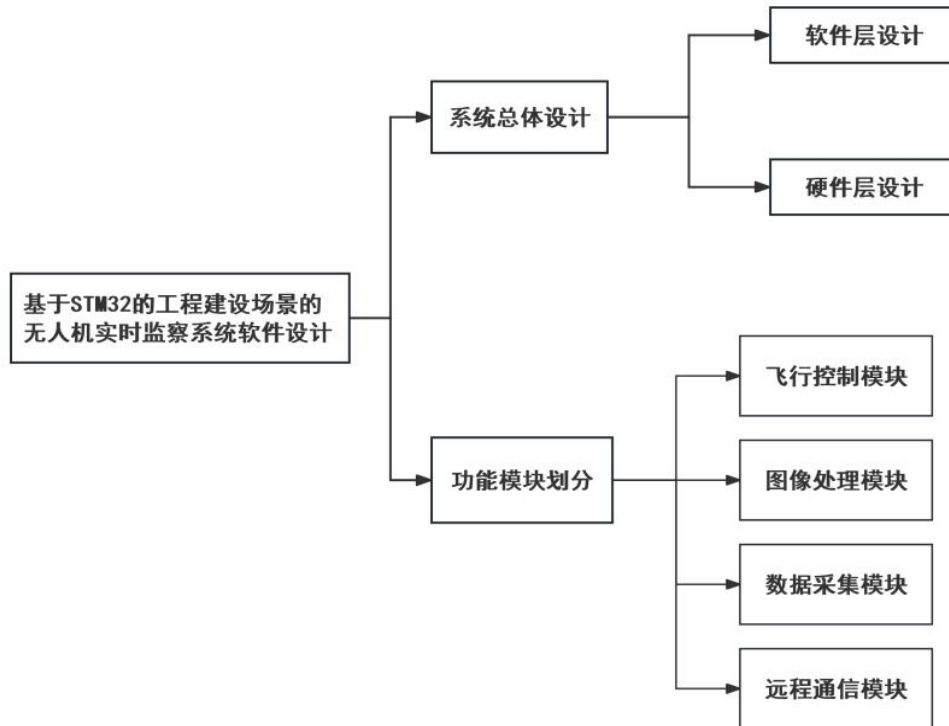 软件层设计
系统总体设计
硬件层设计
基于STM32的工程建设场景的
无人机实时监察系统软件设计
飞行控制模块
功能模块划分
图像处理模块
数据采集模块
远程通信模块